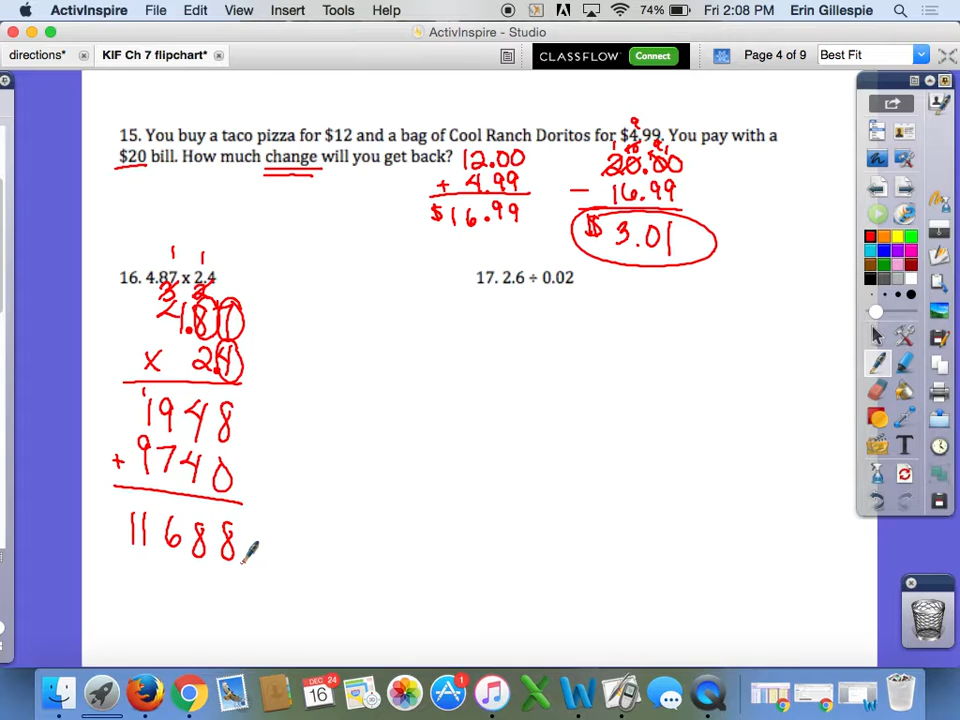 ActivInspire File Edit View Insert Tools Help 74% Fri 2:08 PM Erin Gillespie
ActivInspire - Studio
directions* KIF Ch 7 flipchart* CLASSFLOW Connect Page 4 of 9 Best Fit
15. You buy a taco pizza for $12 and a bag of Cool Ranch Doritos for $4.99. You pay with a
$20 bill. How much change will you get back?
12.00
+ 4.99
$16.99
20.00
- 16.99
$3.01
16. 4.87 x 2.4
4.87
x 2.4
1948
+ 9740
11688
17. 2.6 ÷ 0.02
DEC 24
16
1